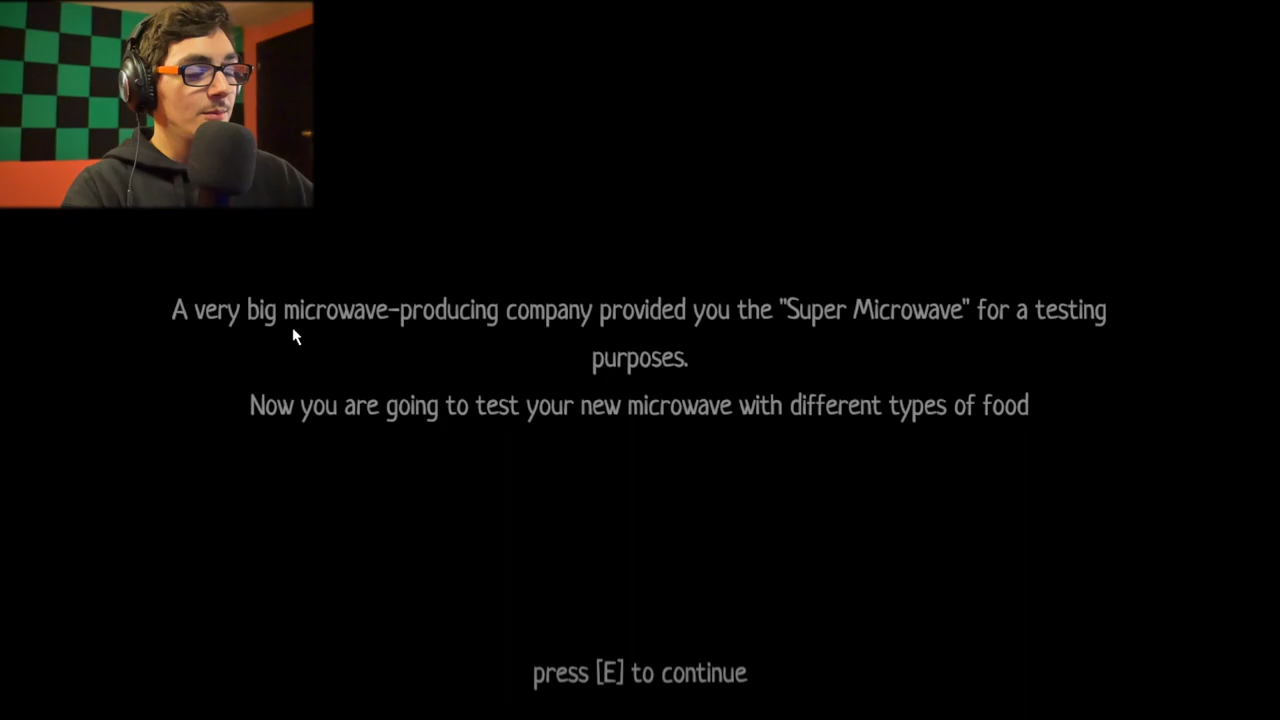 A very big microwave-producing company provided you the "Super Microwave" for a testing
purposes.
Now you are going to test your new microwave with different types of food
press [E] to continue